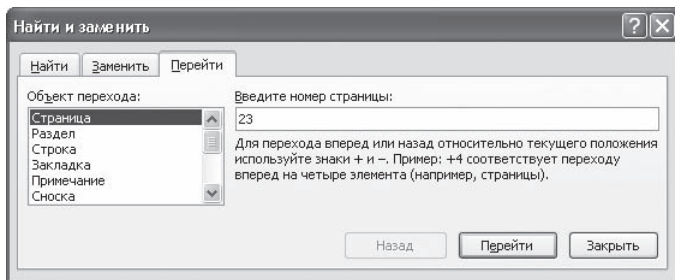 Найти и заменить
Найти Заменить Перейти
Объект перехода:
Страница
Раздел
Строка
Закладка
Примечание
Сноска
Введите номер страницы:
23
Для перехода вперед или назад относительно текущего положения
используйте знаки + и –. Пример: +4 соответствует переходу
вперед на четыре элемента (например, страницы).
Назад Перейти Закрыть